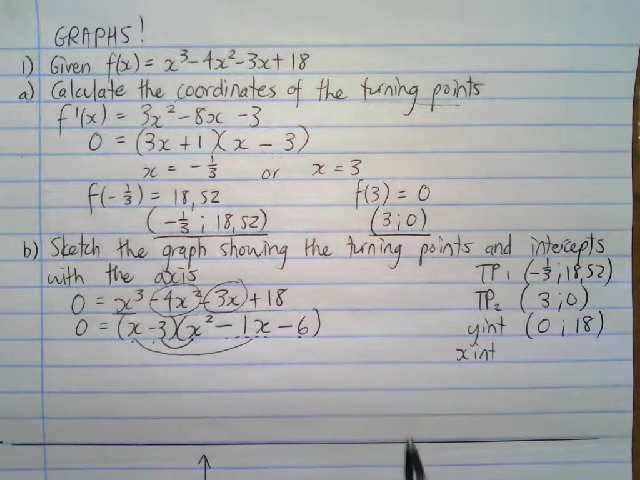 GRAPHS!
1) Given f(x) = x³-4x²-3x+18
a) Calculate the coordinates of the turning points
f'(x) = 3x²-8x-3
0 = (3x+1)(x-3)
x = -1/3 or x = 3
f(-1/3) = 18,52 f(3) = 0
(-1/3 ; 18,52) (3;0)
b) Sketch the graph showing the turning points and intercepts
with the axis TP₁ (-1/3;18,52)
0 = x³-4x²-3x+18 TP₂ (3;0)
0 = (x-3)(x²-1x-6) yint (0;18)
xint